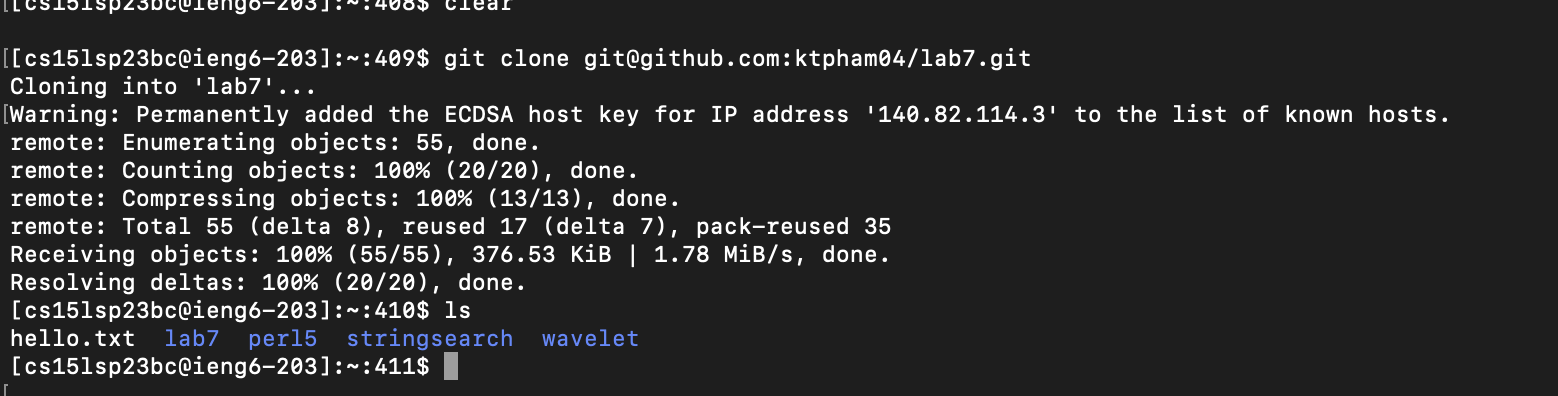 [cs15lsp23bc@ieng6-203]:~:408$ clear
[cs15lsp23bc@ieng6-203]:~:409$ git clone git@github.com:ktpham04/lab7.git
Cloning into 'lab7'...
Warning: Permanently added the ECDSA host key for IP address '140.82.114.3' to the list of known hosts.
remote: Enumerating objects: 55, done.
remote: Counting objects: 100% (20/20), done.
remote: Compressing objects: 100% (13/13), done.
remote: Total 55 (delta 8), reused 17 (delta 7), pack-reused 35
Receiving objects: 100% (55/55), 376.53 KiB | 1.78 MiB/s, done.
Resolving deltas: 100% (20/20), done.
[cs15lsp23bc@ieng6-203]:~:410$ ls
hello.txt  lab7  perl5  stringsearch  wavelet
[cs15lsp23bc@ieng6-203]:~:411$